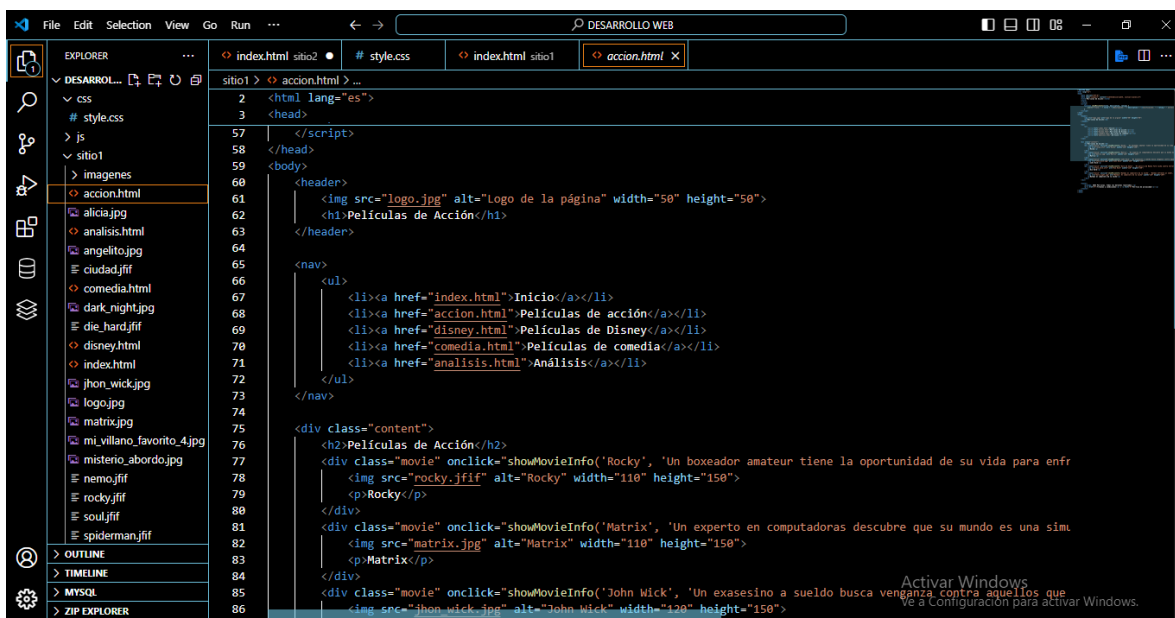 File Edit Selection View Go Run ··· ← → DESARROLLO WEB
EXPLORER ···
DESARROL...
css
# style.css
js
sitio1
imagenes
accion.html
alicia.jpg
analisis.html
angelito.jpg
ciudad.jfif
comedia.html
dark_night.jpg
die_hard.jfif
disney.html
index.html
jhon_wick.jpg
logo.jpg
matrix.jpg
mi_villano_favorito_4.jpg
misterio_abordo.jpg
nemo.jfif
rocky.jfif
soul.jfif
spiderman.jfif
OUTLINE
TIMELINE
MYSQL
ZIP EXPLORER
1
index.html sitio2 ● # style.css index.html sitio1 accion.html ×
sitio1 > accion.html > ...
2 <html lang="es">
3 <head>
57 </script>
58 </head>
59 <body>
60 <header>
61 <img src="logo.jpg" alt="Logo de la página" width="50" height="50">
62 <h1>Películas de Acción</h1>
63 </header>
64
65 <nav>
66 <ul>
67 <li><a href="index.html">Inicio</a></li>
68 <li><a href="accion.html">Películas de acción</a></li>
69 <li><a href="disney.html">Películas de Disney</a></li>
70 <li><a href="comedia.html">Películas de comedia</a></li>
71 <li><a href="analisis.html">Análisis</a></li>
72 </ul>
73 </nav>
74
75 <div class="content">
76 <h2>Películas de Acción</h2>
77 <div class="movie" onclick="showMovieInfo('Rocky', 'Un boxeador amateur tiene la oportunidad de su vida para enfr
78 <img src="rocky.jfif" alt="Rocky" width="110" height="150">
79 <p>Rocky</p>
80 </div>
81 <div class="movie" onclick="showMovieInfo('Matrix', 'Un experto en computadoras descubre que su mundo es una simu
82 <img src="matrix.jpg" alt="Matrix" width="110" height="150">
83 <p>Matrix</p>
84 </div>
85 <div class="movie" onclick="showMovieInfo('John Wick', 'Un exasesino a sueldo busca venganza contra aquellos que
86 <img src="jhon_wick.jpg" alt="John Wick" width="120" height="150">
Activar Windows
Ve a Configuración para activar Windows.